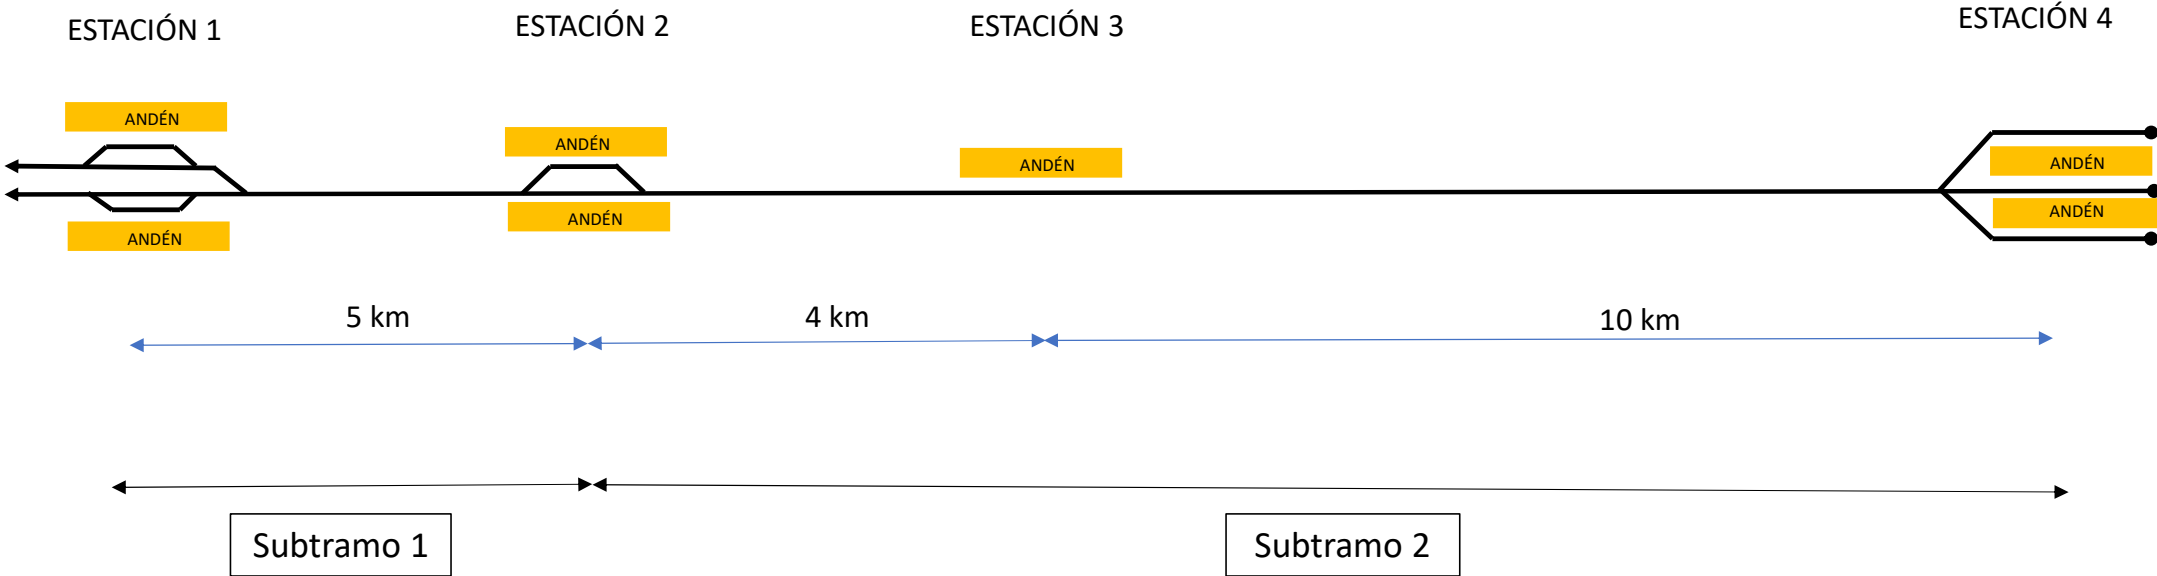 ESTACIÓN 1
ESTACIÓN 2
ESTACIÓN 3
ESTACIÓN 4
ANDÉN
ANDÉN
ANDÉN
ANDÉN
ANDÉN
ANDÉN
ANDÉN
5 km
4 km
10 km
Subtramo 1
Subtramo 2